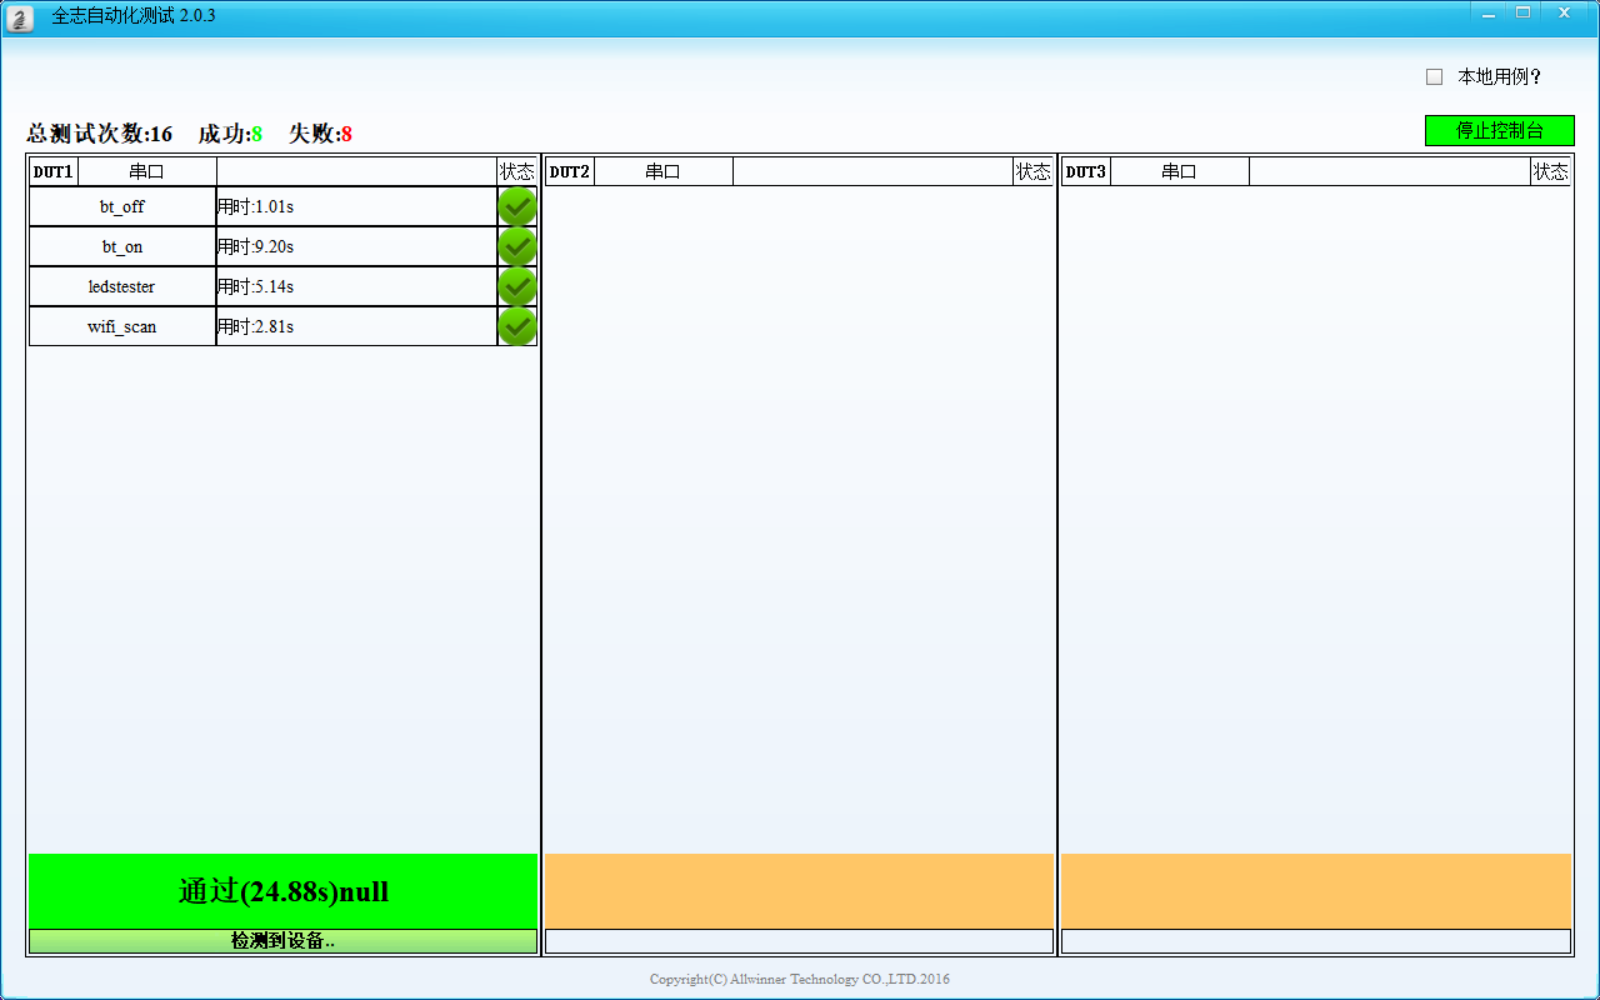 全志自动化测试 2.0.3
本地用例?
总测试次数:16 成功:8 失败:8
停止控制台
DUT1 串口 状态 DUT2 串口 状态 DUT3 串口 状态
bt_off 用时:1.01s
bt_on 用时:9.20s
ledstester 用时:5.14s
wifi_scan 用时:2.81s
通过(24.88s)null
检测到设备..
Copyright(C) Allwinner Technology CO.,LTD.2016